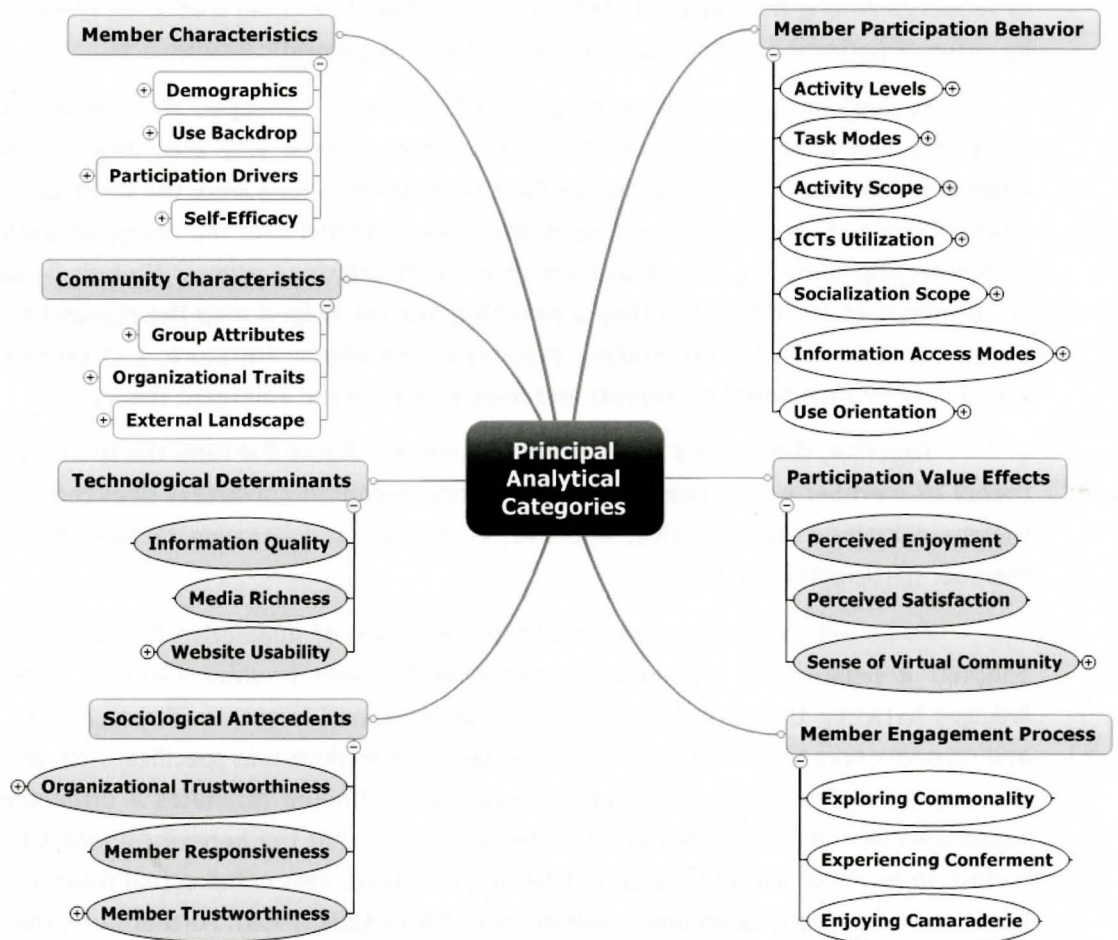 Member Characteristics
Demographics
Use Backdrop
Participation Drivers
Self-Efficacy
Community Characteristics
Group Attributes
Organizational Traits
External Landscape
Technological Determinants
Information Quality
Media Richness
Website Usability
Sociological Antecedents
Organizational Trustworthiness
Member Responsiveness
Member Trustworthiness
Principal
Analytical
Categories
Member Participation Behavior
Activity Levels
Task Modes
Activity Scope
ICTs Utilization
Socialization Scope
Information Access Modes
Use Orientation
Participation Value Effects
Perceived Enjoyment
Perceived Satisfaction
Sense of Virtual Community
Member Engagement Process
Exploring Commonality
Experiencing Conferment
Enjoying Camaraderie